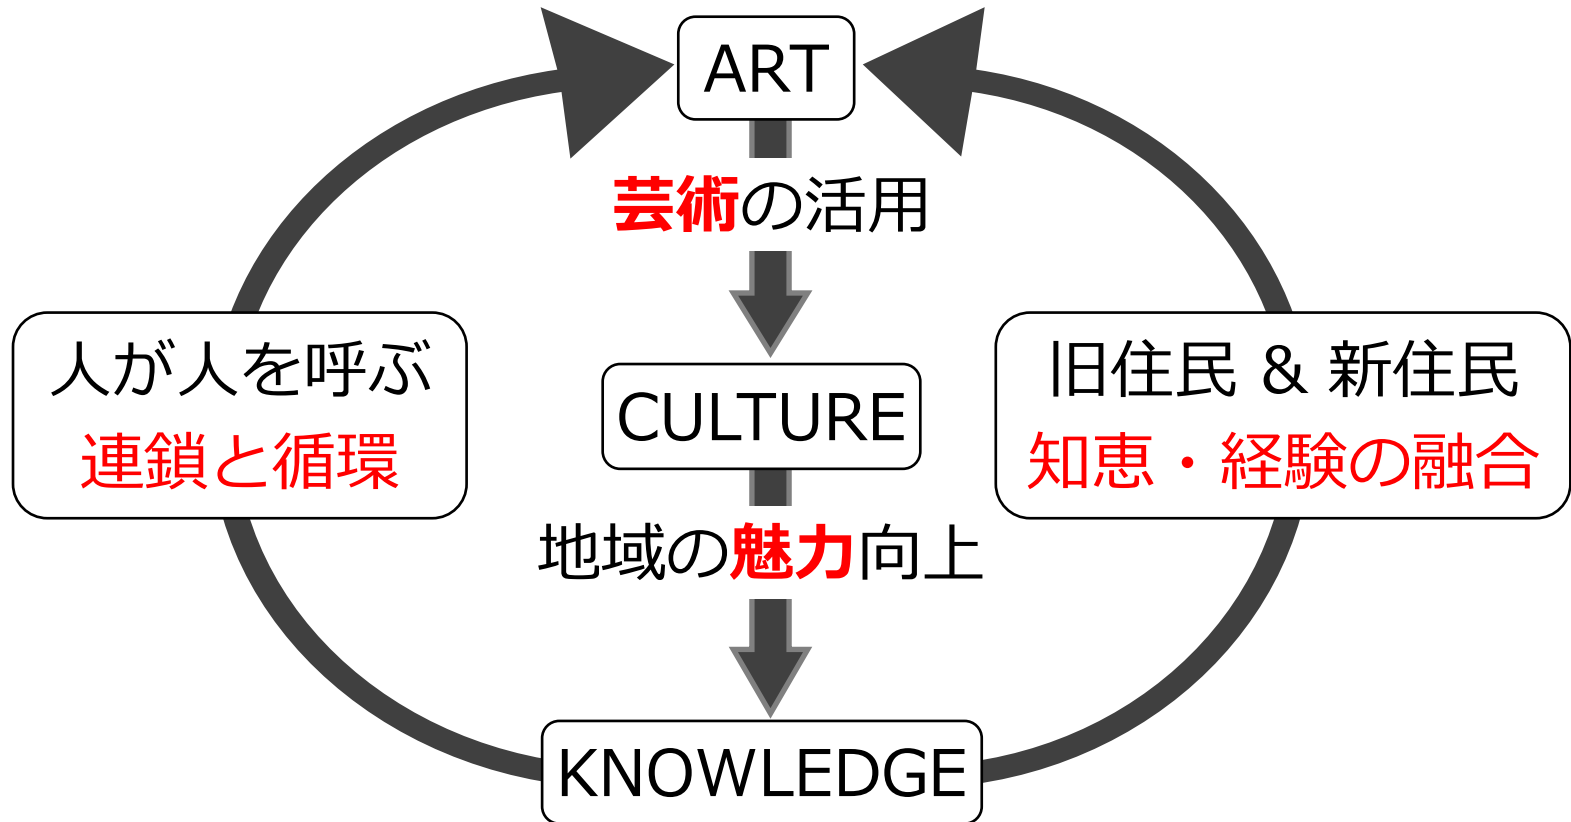 ART
芸術の活用
人が人を呼ぶ
連鎖と循環
CULTURE
旧住民 & 新住民
知恵・経験の融合
地域の魅力向上
KNOWLEDGE